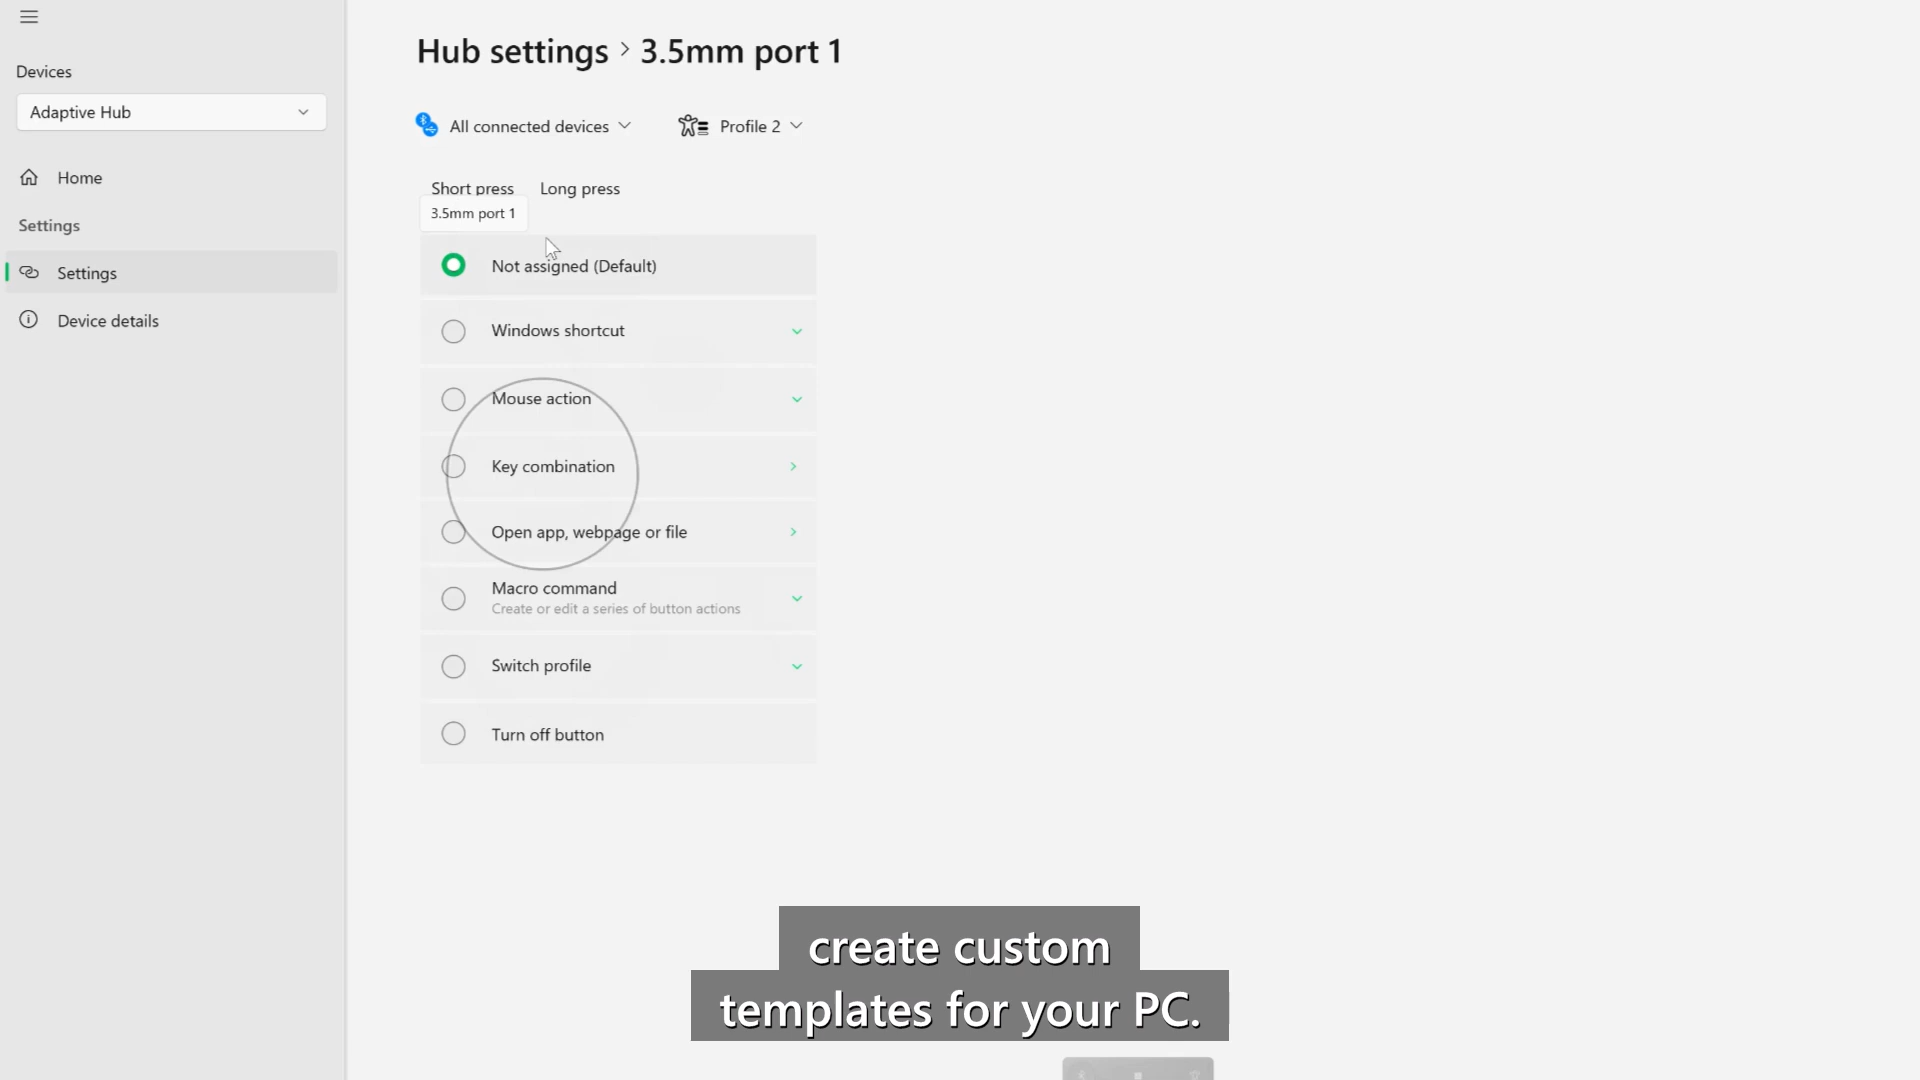 Devices
Adaptive Hub
Home
Settings
Settings
Device details
Hub settings > 3.5mm port 1
All connected devices
Profile 2
Short press
Long press
3.5mm port 1
Not assigned (Default)
Windows shortcut
Mouse action
Key combination
Open app, webpage or file
Macro command
Create or edit a series of button actions
Switch profile
Turn off button
create custom
templates for your PC.